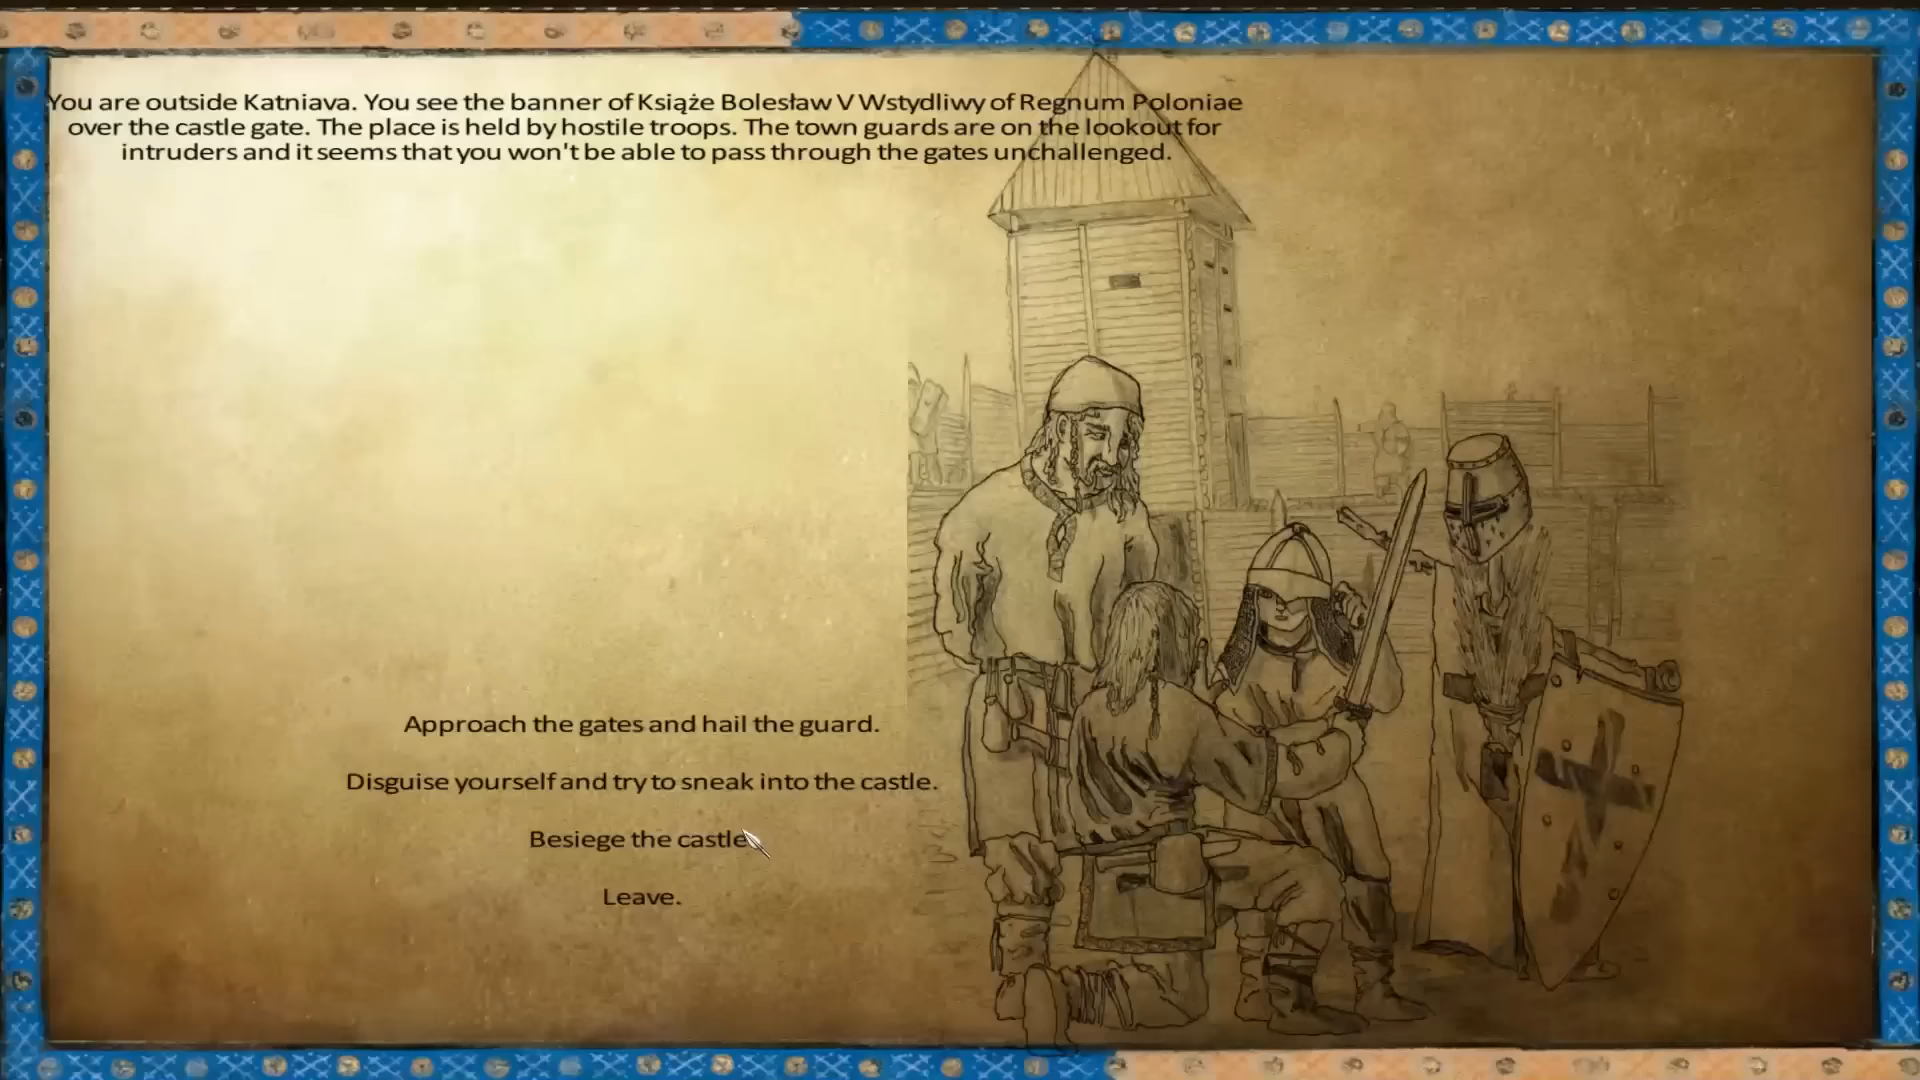 You are outside Katniava. You see the banner of Książe Bolesław V Wstydliwy of Regnum Poloniae
over the castle gate. The place is held by hostile troops. The town guards are on the lookout for
intruders and it seems that you won't be able to pass through the gates unchallenged.
Approach the gates and hail the guard.
Disguise yourself and try to sneak into the castle.
Besiege the castle
Leave.